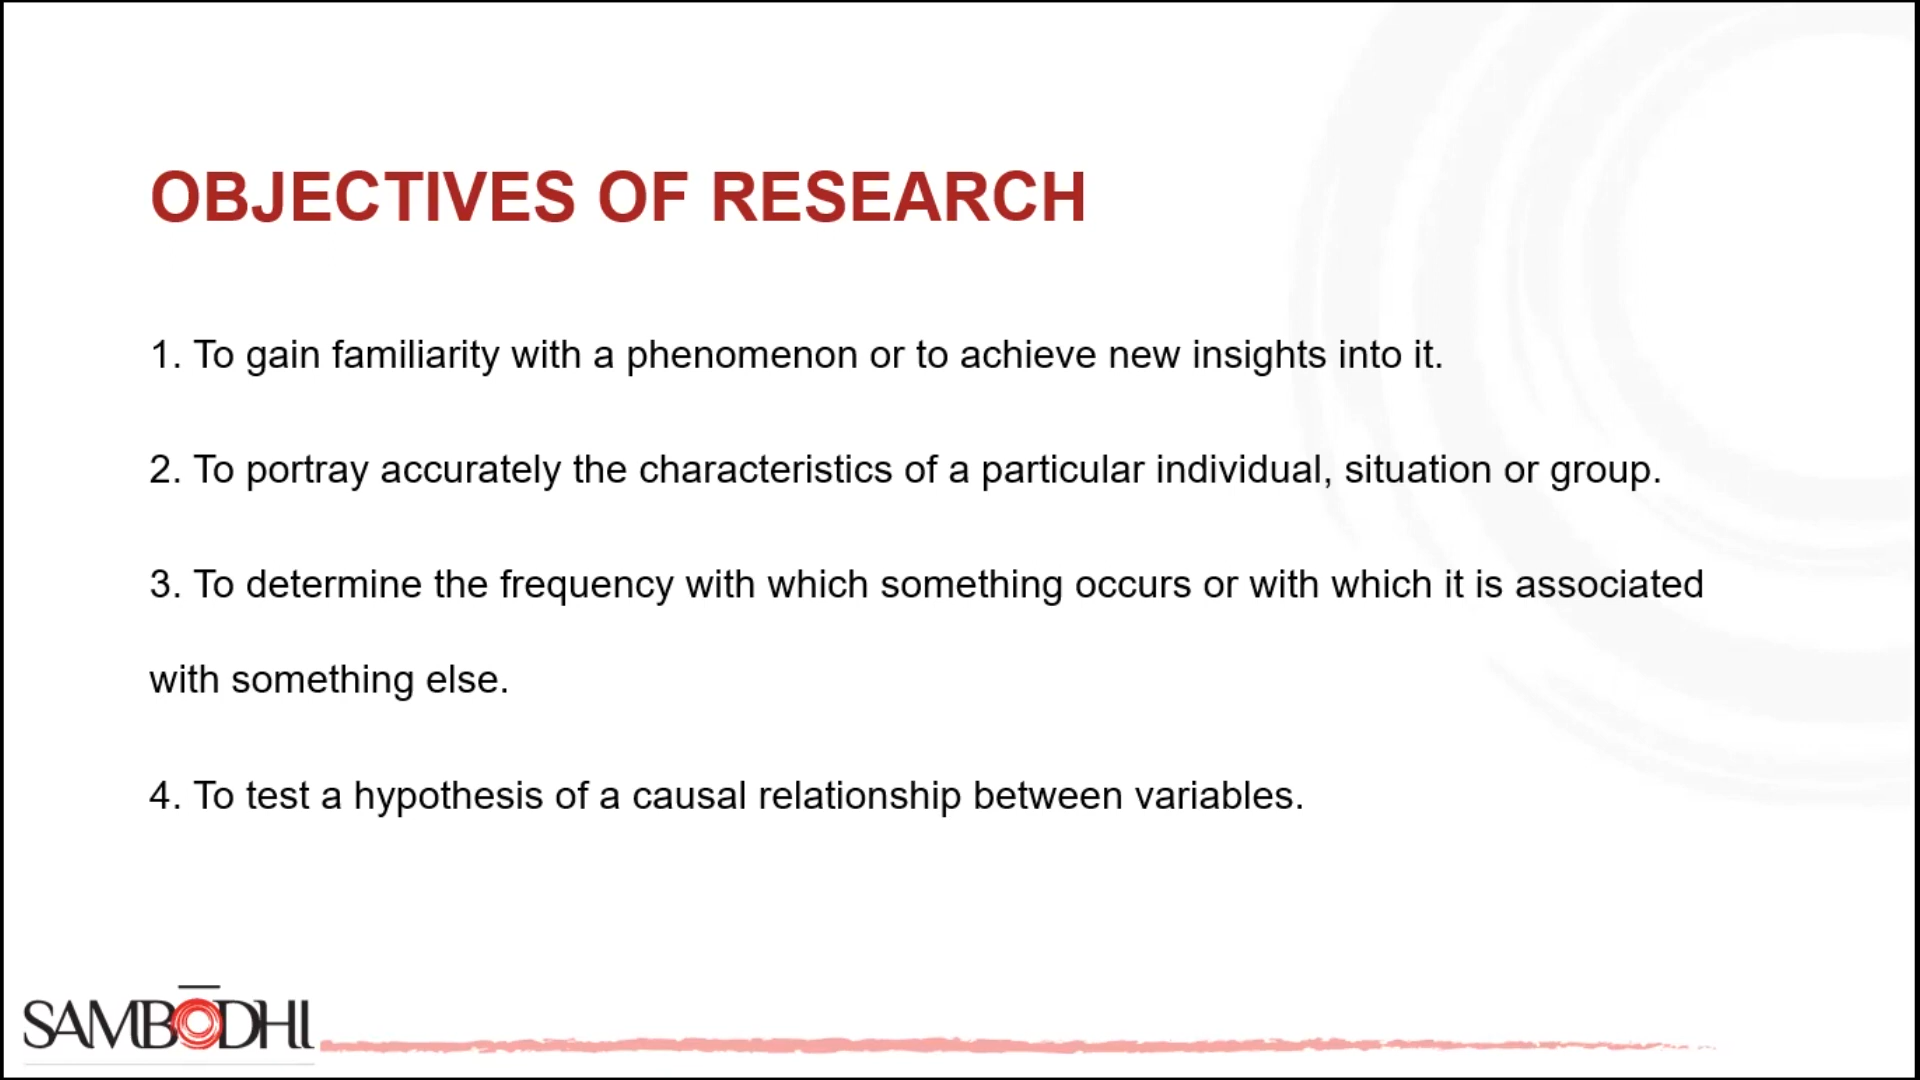 OBJECTIVES OF RESEARCH
1. To gain familiarity with a phenomenon or to achieve new insights into it.
2. To portray accurately the characteristics of a particular individual, situation or group.
3. To determine the frequency with which something occurs or with which it is associated
with something else.
4. To test a hypothesis of a causal relationship between variables.
SAMBŌDHI